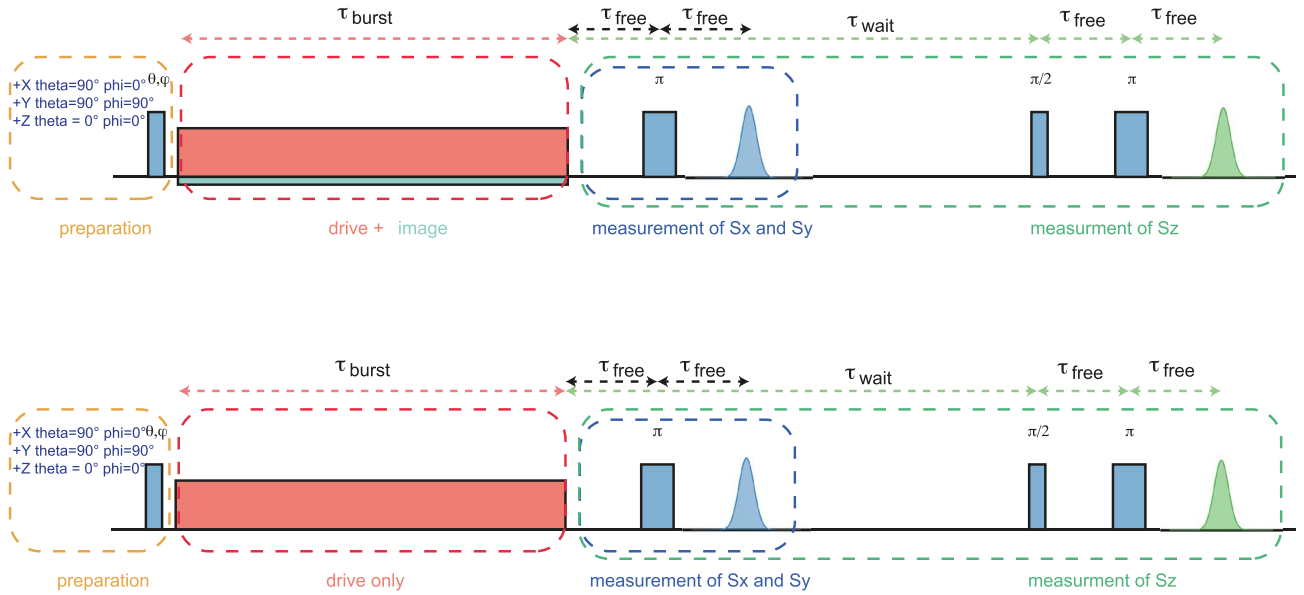 τ burst
τ free
τ free
τ wait
τ free
τ free
+X theta=90° phi=0°
θ,φ
+Y theta=90° phi=90°
+Z theta = 0° phi=0°
π
π/2
π
preparation
drive + image
measurement of Sx and Sy
measurment of Sz
τ burst
τ free
τ free
τ wait
τ free
τ free
+X theta=90° phi=0°
θ,φ
+Y theta=90° phi=90°
+Z theta = 0° phi=0°
π
π/2
π
preparation
drive only
measurement of Sx and Sy
measurment of Sz